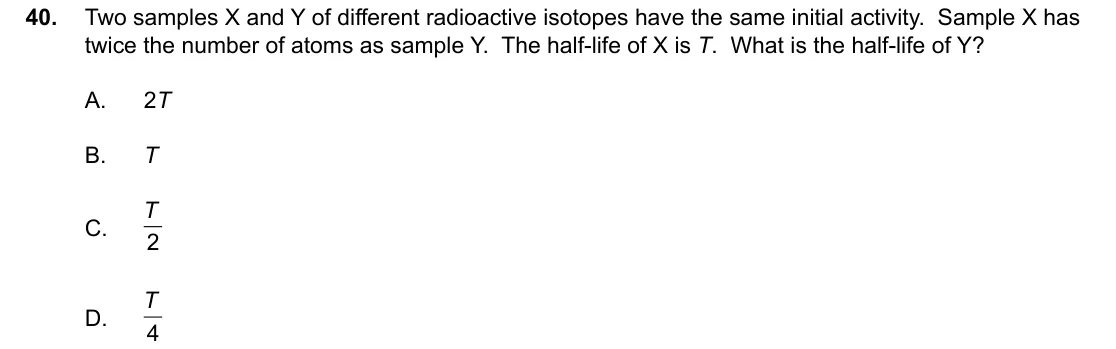 40. Two samples X and Y of different radioactive isotopes have the same initial activity. Sample X has
twice the number of atoms as sample Y. The half-life of X is T. What is the half-life of Y?
A. 2T
B. T
C. T/2
D. T/4